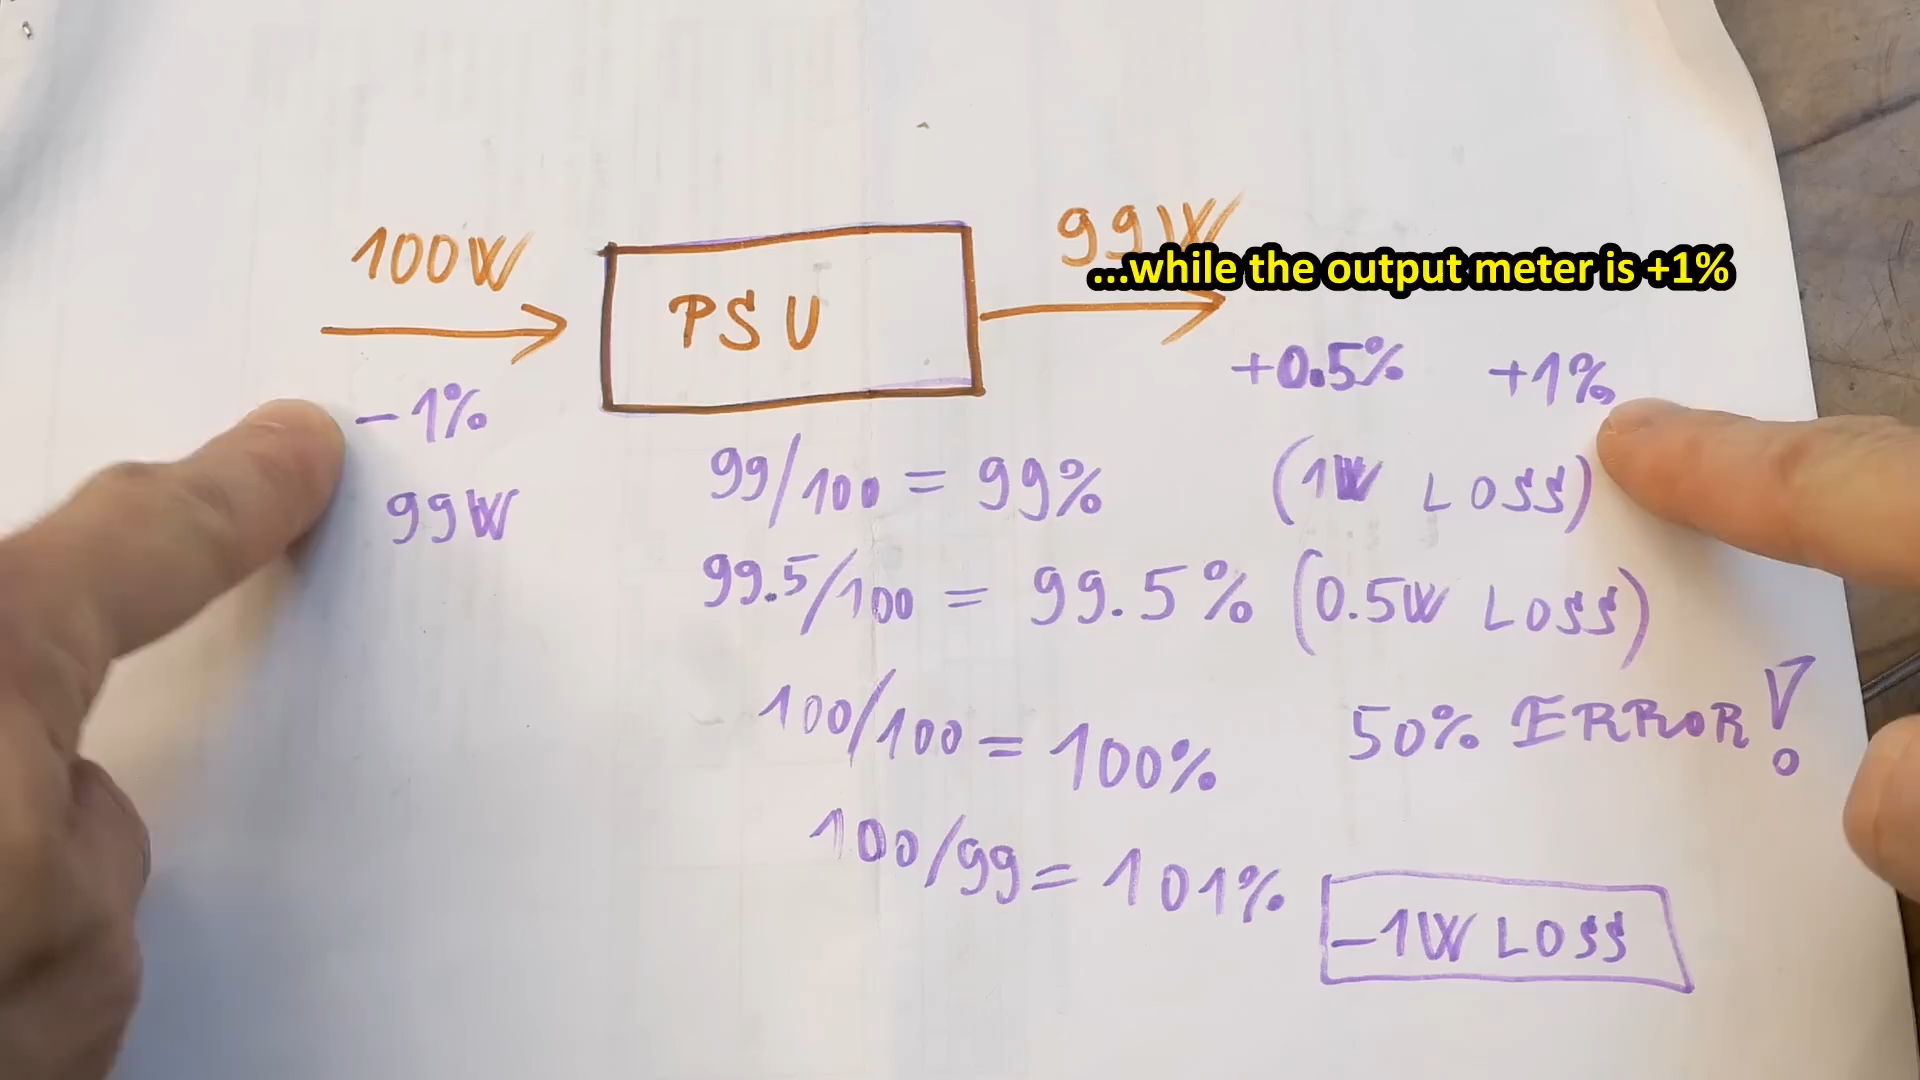 100W
99W
...while the output meter is +1%
PSU
+0.5% +1%
-1%
99/100 = 99% (1W LOSS)
99W
99.5/100 = 99.5% (0.5W LOSS)
100/100 = 100% 50% ERROR!
100/99 = 101%
-1W LOSS